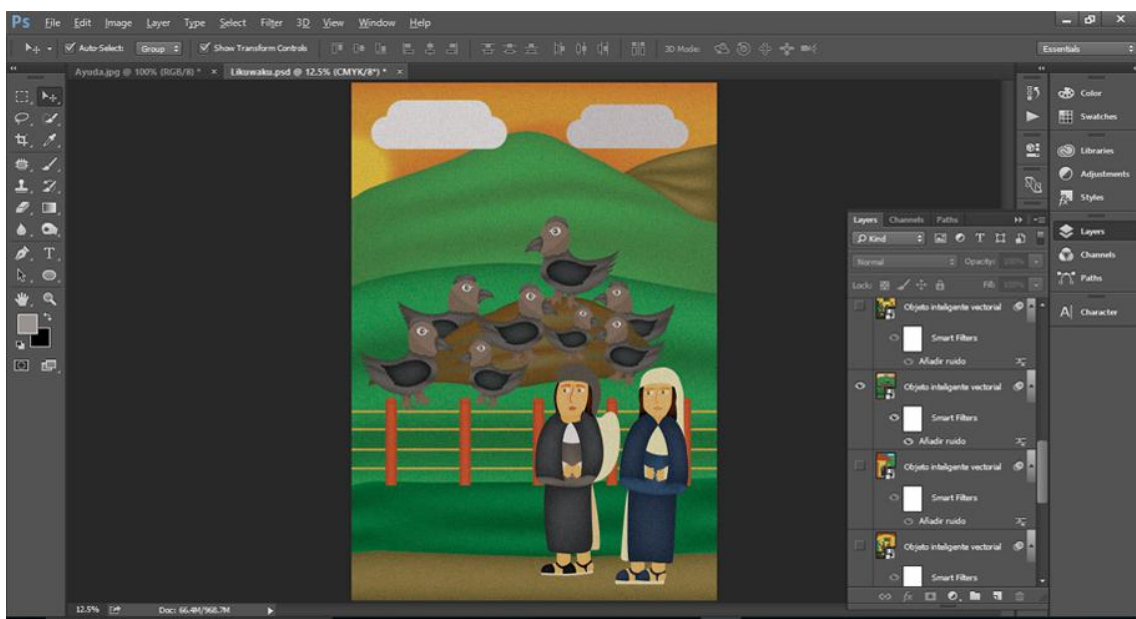 Ps File Edit Image Layer Type Select Filter 3D View Window Help
Auto-Select: Group Show Transform Controls 3D Mode: Essentials
Ayuda.jpg @ 100% (RGB/8) * × Likuwaku.psd @ 12.5% (CMYK/8*) * ×
Color
Swatches
Libraries
Adjustments
Styles
Layers
Channels
Paths
Character
Layers Channels Paths
Kind
Normal Opacity: 100%
Lock: Fill: 100%
Objeto inteligente vectorial
Smart Filters
Añadir ruido
Objeto inteligente vectorial
Smart Filters
Añadir ruido
Objeto inteligente vectorial
Smart Filters
Añadir ruido
Objeto inteligente vectorial
Smart Filters
12.5% Doc: 66.4M/968.7M